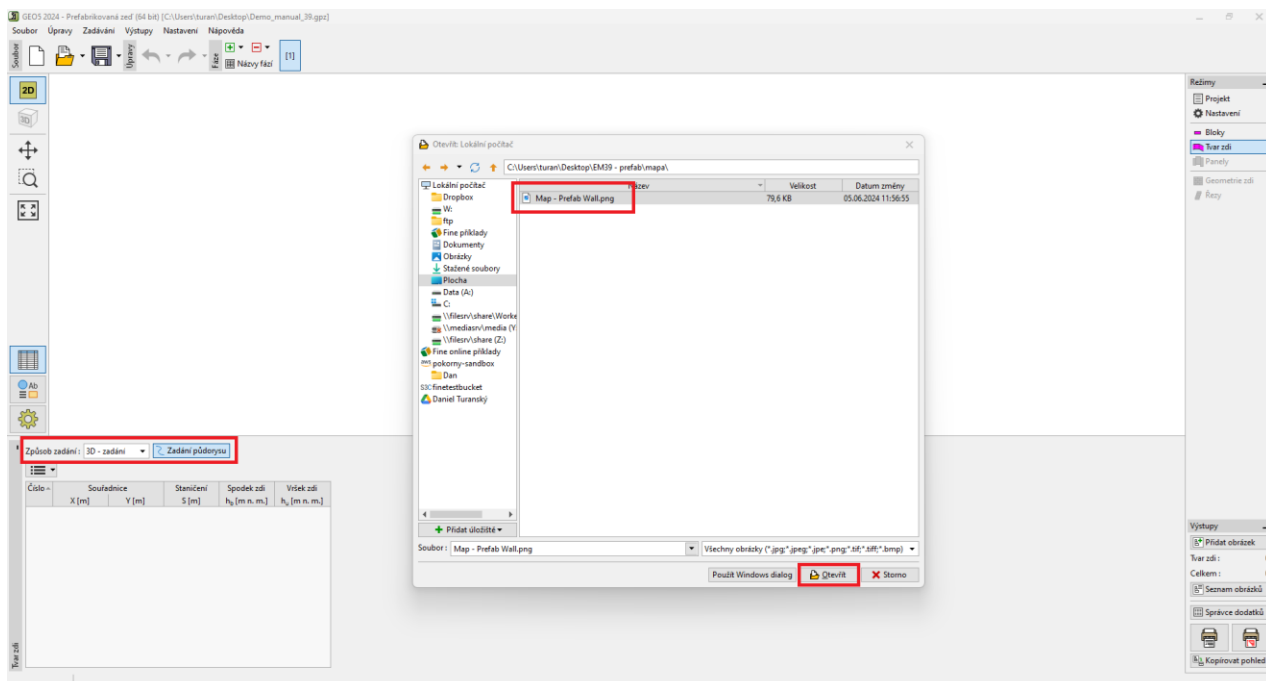 GEO5 2024 - Prefabrikovaná zeď (64 bit) [C:\Users\turan\Desktop\Demo_manual_39.gpz]
Soubor Úpravy Zadávání Výstupy Nastavení Nápověda
Soubor
Úpravy
Fáze
Názvy fází
[1]
2D
3D
Ab
Otevřít: Lokální počítač
C:\Users\turan\Desktop\EM39 - prefab\mapa\
Lokální počítač
Dropbox
W:
ftp
Fine příklady
Dokumenty
Obrázky
Stažené soubory
Plocha
Data (A:)
C:
\\filesrv\share\Worke
\\mediasrv\media (Y
\\filesrv\share (Z:)
Fine online příklady
aws pokorny-sandbox
Dan
S3C finetestbucket
Daniel Turanský
Název Velikost Datum změny
Map - Prefab Wall.png 79,6 KB 05.06.2024 11:56:55
Přidat úložiště
Soubor : Map - Prefab Wall.png Všechny obrázky (*.jpg;*.jpeg;*.jpe;*.png;*.tif;*.tiff;*.bmp)
Použít Windows dialog Otevřít Storno
Způsob zadání : 3D - zadání Zadání půdorysu
Číslo Souřadnice Staničení Spodek zdi Vršek zdi
X [m] Y [m] S [m] hb [m n. m.] hu [m n. m.]
Tvar zdi
Režimy
Projekt
Nastavení
Bloky
Tvar zdi
Panely
Geometrie zdi
Řezy
Výstupy
Přidat obrázek
Tvar zdi :
Celkem :
Seznam obrázků
Správce dodatků
Kopírovat pohled